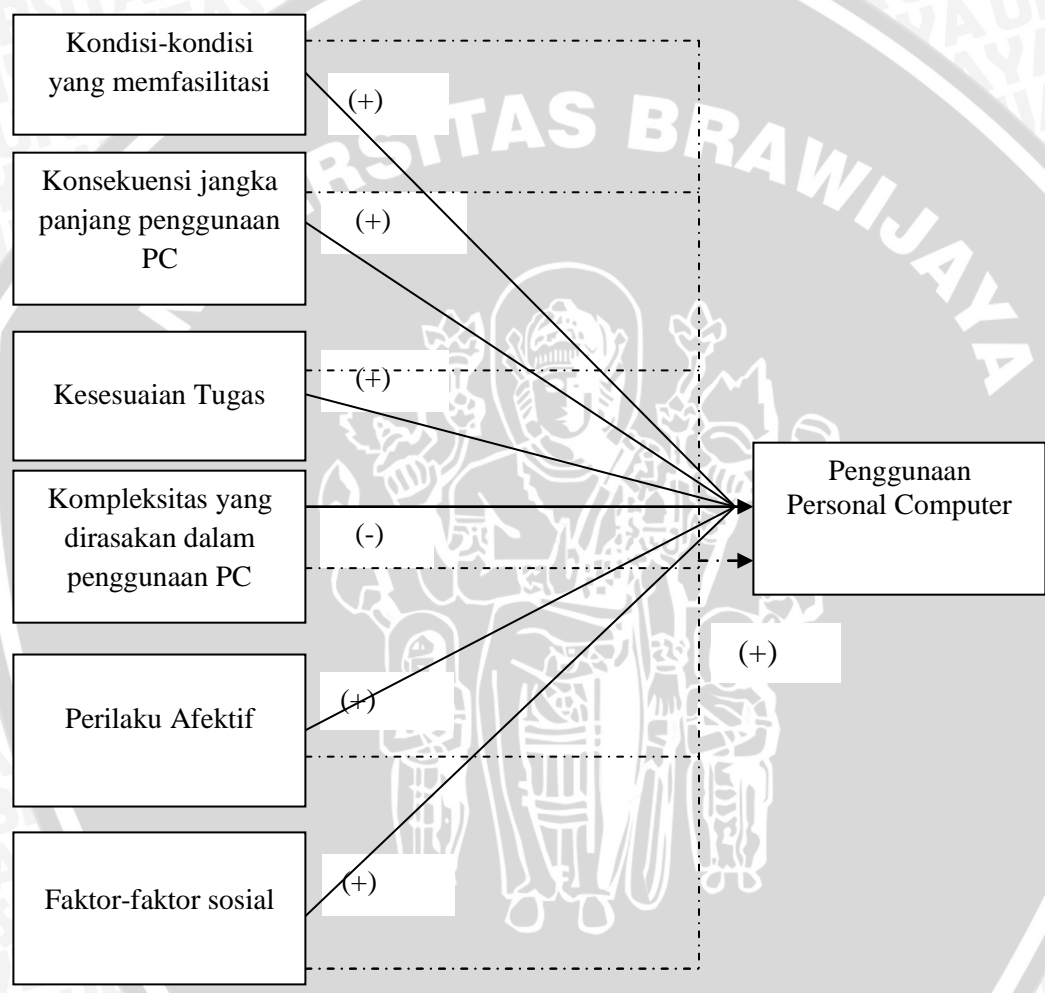 Kondisi-kondisi
yang memfasilitasi
(+)
Konsekuensi jangka
panjang penggunaan
PC
(+)
Kesesuaian Tugas
(+)
Kompleksitas yang
dirasakan dalam
penggunaan PC
(-)
Perilaku Afektif
(+)
Faktor-faktor sosial
(+)
Penggunaan
Personal Computer
(+)
RSITAS BRAWIJAYA